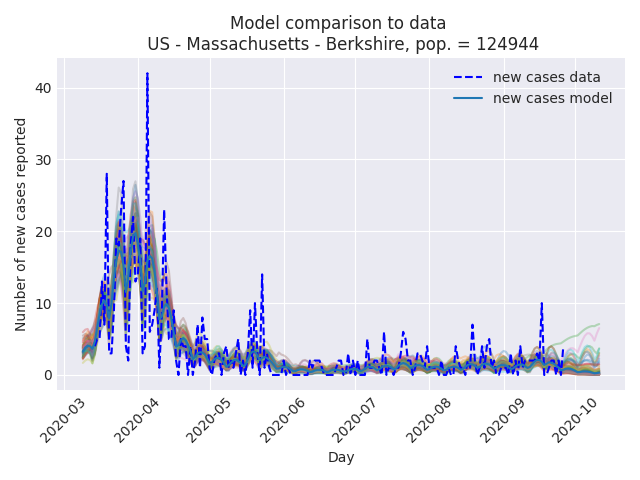 Model comparison to data
US - Massachusetts - Berkshire, pop. = 124944
new cases data
new cases model
Number of new cases reported
40
30
20
10
0
2020-03
2020-04
2020-05
2020-06
2020-07
2020-08
2020-09
2020-10
Day